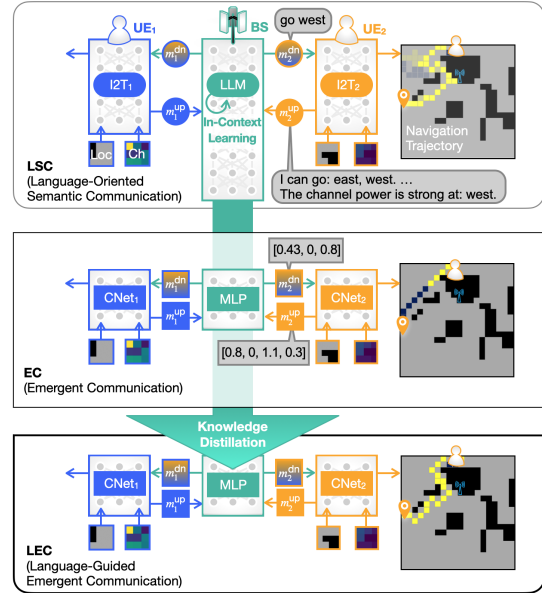 UE₁
BS
UE₂
go west
m₁ᵈⁿ
m₂ᵈⁿ
I2T₁
LLM
I2T₂
In-Context
Learning
m₁ᵘᵖ
m₂ᵘᵖ
Loc
Ch
Navigation
Trajectory
LSC
(Language-Oriented
Semantic Communication)
I can go: east, west. ...
The channel power is strong at: west.
[0.43, 0, 0.8]
m₁ᵈⁿ
m₂ᵈⁿ
CNet₁
MLP
CNet₂
m₁ᵘᵖ
m₂ᵘᵖ
[0.8, 0, 1.1, 0.3]
EC
(Emergent Communication)
Knowledge
Distillation
m₁ᵈⁿ
m₂ᵈⁿ
CNet₁
MLP
CNet₂
m₁ᵘᵖ
m₂ᵘᵖ
LEC
(Language-Guided
Emergent Communication)